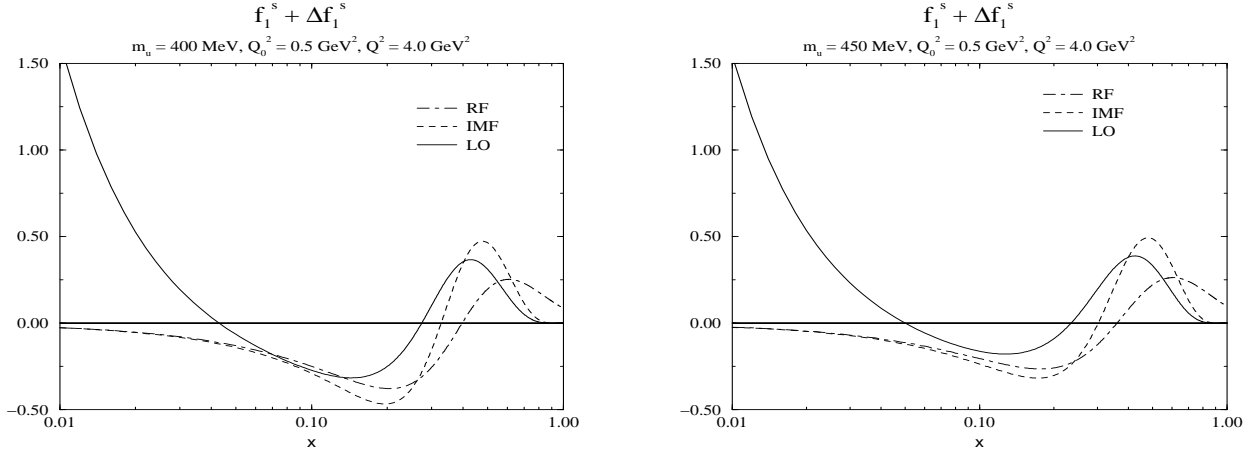 f₁ˢ + Δf₁ˢ
mᵤ = 400 MeV, Q₀² = 0.5 GeV², Q² = 4.0 GeV²
1.50
1.00
0.50
0.00
−0.50
RF
IMF
LO
0.01
0.10
1.00
x
f₁ˢ + Δf₁ˢ
mᵤ = 450 MeV, Q₀² = 0.5 GeV², Q² = 4.0 GeV²
1.50
1.00
0.50
0.00
−0.50
RF
IMF
LO
0.01
0.10
1.00
x